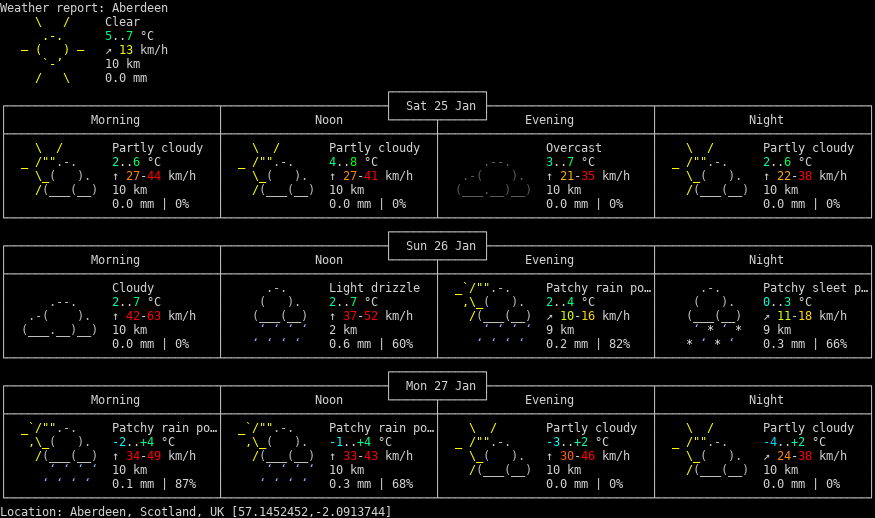 Weather report: Aberdeen
Clear
5..7 °C
↗ 13 km/h
10 km
0.0 mm
Sat 25 Jan
Morning Noon Evening Night
Partly cloudy Partly cloudy Overcast Partly cloudy
2..6 °C 4..8 °C 3..7 °C 2..6 °C
↑ 27-44 km/h ↑ 27-41 km/h ↑ 21-35 km/h ↑ 22-38 km/h
10 km 10 km 10 km 10 km
0.0 mm | 0% 0.0 mm | 0% 0.0 mm | 0% 0.0 mm | 0%
Sun 26 Jan
Morning Noon Evening Night
Cloudy Light drizzle Patchy rain po… Patchy sleet p…
2..7 °C 2..7 °C 2..4 °C 0..3 °C
↑ 42-63 km/h ↑ 37-52 km/h ↗ 10-16 km/h ↗ 11-18 km/h
10 km 2 km 9 km 9 km
0.0 mm | 0% 0.6 mm | 60% 0.2 mm | 82% 0.3 mm | 66%
Mon 27 Jan
Morning Noon Evening Night
Patchy rain po… Patchy rain po… Partly cloudy Partly cloudy
-2..+4 °C -1..+4 °C -3..+2 °C -4..+2 °C
↑ 34-49 km/h ↑ 33-43 km/h ↑ 30-46 km/h ↗ 24-38 km/h
10 km 10 km 10 km 10 km
0.1 mm | 87% 0.3 mm | 68% 0.0 mm | 0% 0.0 mm | 0%
Location: Aberdeen, Scotland, UK [57.1452452,-2.0913744]